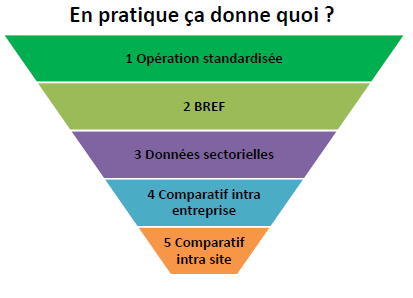 En pratique ça donne quoi ?
1 Opération standardisée
2 BREF
3 Données sectorielles
4 Comparatif intra
entreprise
5 Comparatif
intra site